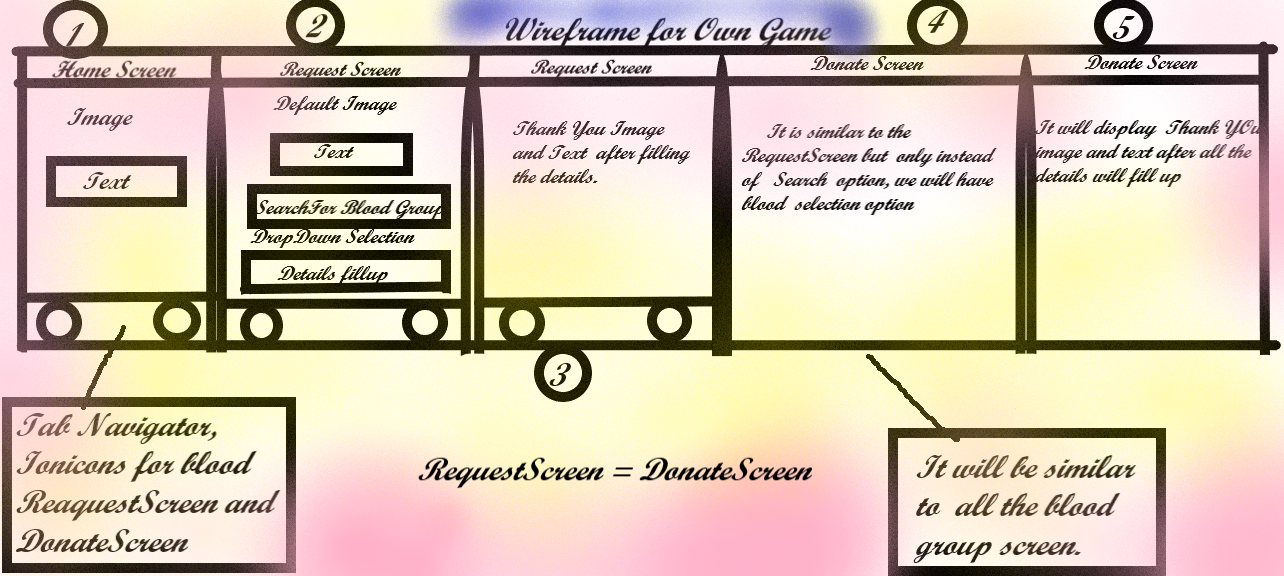 Wireframe for Own Game
1
2
4
5
Home Screen
Request Screen
Request Screen
Donate Screen
Donate Screen
Image
Text
Default Image
Text
SearchFor Blood Group
DropDown Selection
Details fillup
Thank You Image
and Text after filling
the details.
It is similar to the
RequestScreen but only instead
of Search option, we will have
blood selection option
It will display Thank YOu
image and text after all the
details will fill up
3
Tab Navigator,
Ionicons for blood
ReaquestScreen and
DonateScreen
RequestScreen = DonateScreen
It will be similar
to all the blood
group screen.